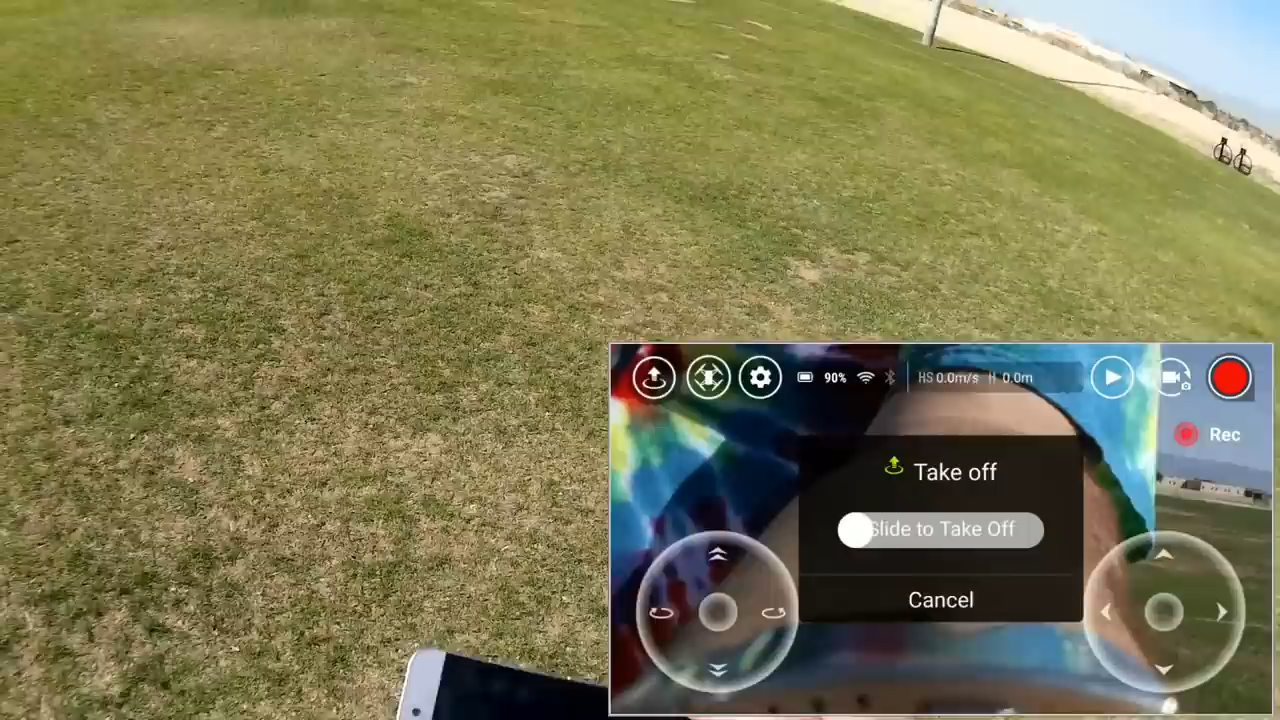 90%
HS 0.0m/s H 0.0m
Rec
Take off
Slide to Take Off
Cancel